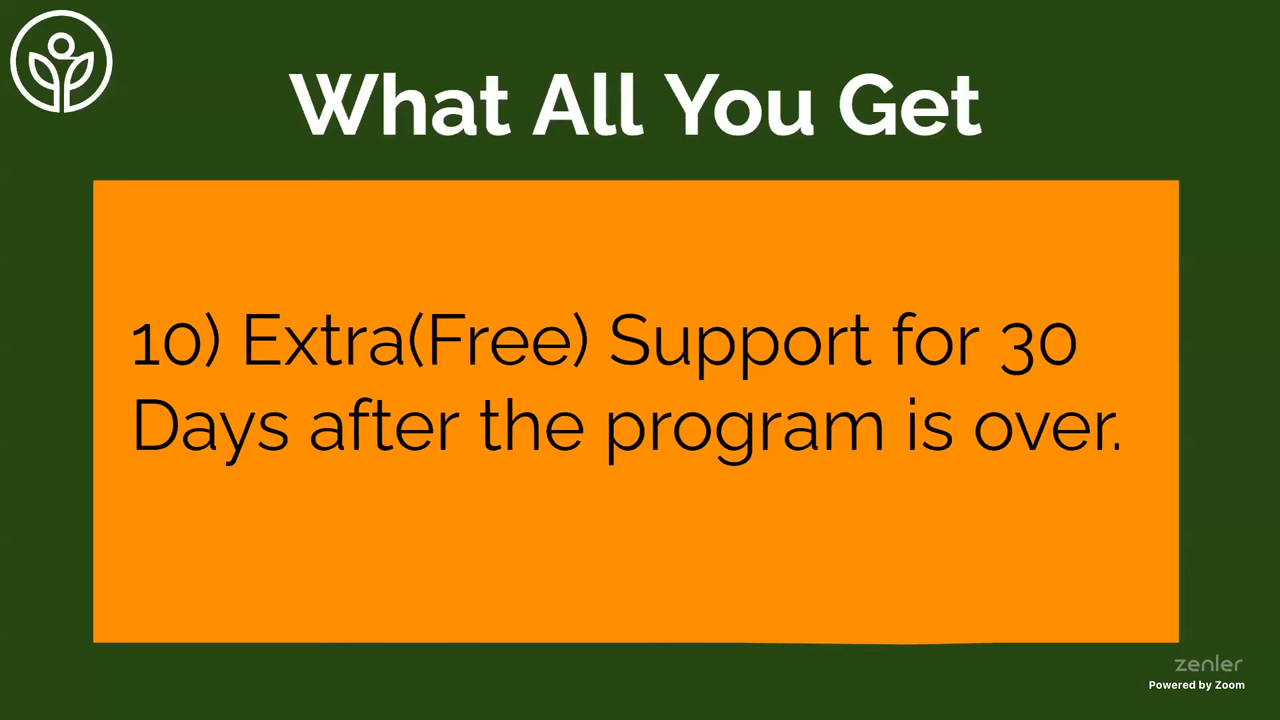 What All You Get
10) Extra(Free) Support for 30
Days after the program is over.
zenler
Powered by Zoom